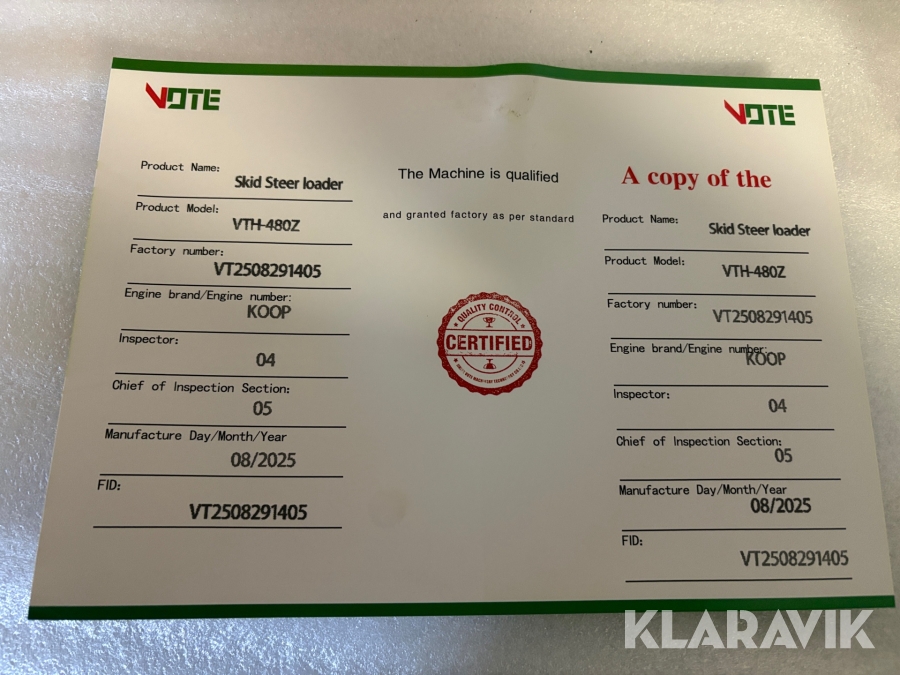 VOTE
Product Name:
Skid Steer loader
Product Model:
VTH-480Z
Factory number:
VT2508291405
Engine brand/Engine number:
KOOP
Inspector:
04
Chief of Inspection Section:
05
Manufacture Day/Month/Year
08/2025
FID:
VT2508291405
The Machine is qualified
and granted factory as per standard
QUALITY CONTROL
CERTIFIED
VOTE
A copy of the
Product Name:
Skid Steer loader
Product Model:
VTH-480Z
Factory number:
VT2508291405
Engine brand/Engine number:
KOOP
Inspector:
04
Chief of Inspection Section:
05
Manufacture Day/Month/Year
08/2025
FID:
VT2508291405
KLARAVIK